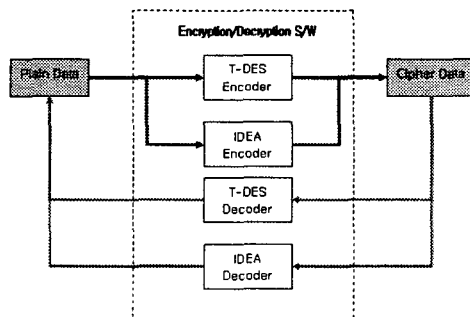 Encryption/Decryption S/W
Plain Data
T-DES
Encoder
Cipher Data
IDEA
Encoder
T-DES
Decoder
IDEA
Decoder